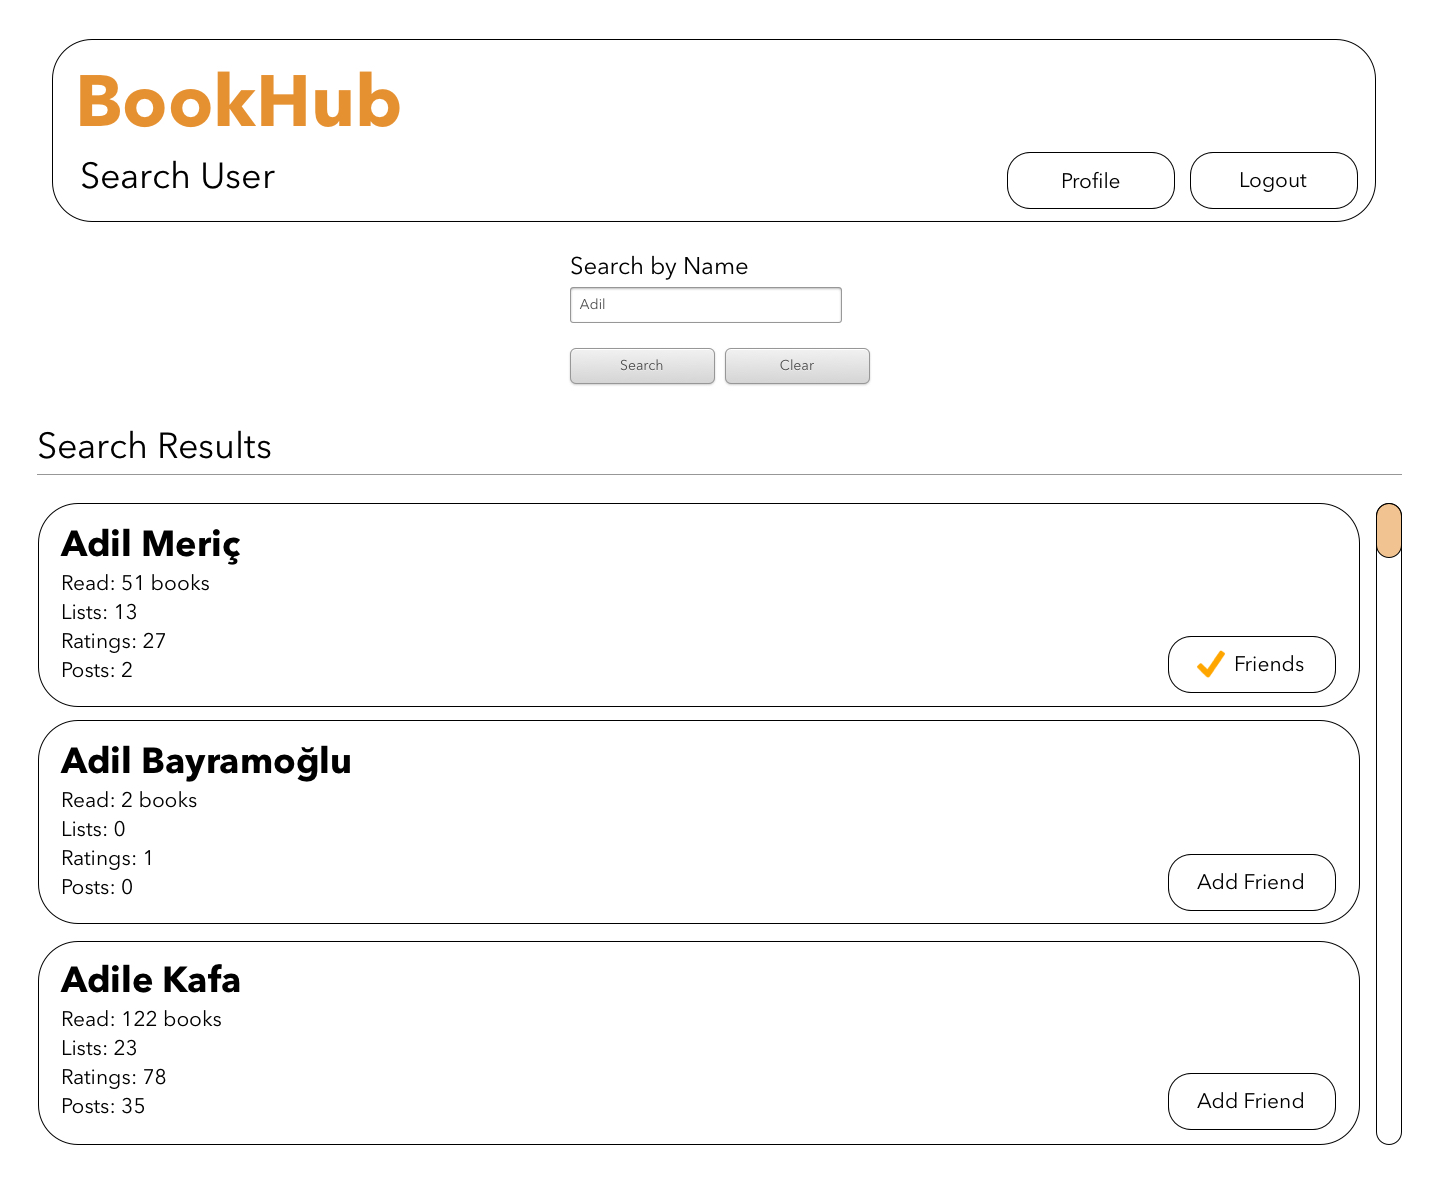 BookHub
Search User
Profile
Logout
Search by Name
Adil
Search
Clear
Search Results
Adil Meriç
Read: 51 books
Lists: 13
Ratings: 27
Posts: 2
Friends
Adil Bayramoğlu
Read: 2 books
Lists: 0
Ratings: 1
Posts: 0
Add Friend
Adile Kafa
Read: 122 books
Lists: 23
Ratings: 78
Posts: 35
Add Friend